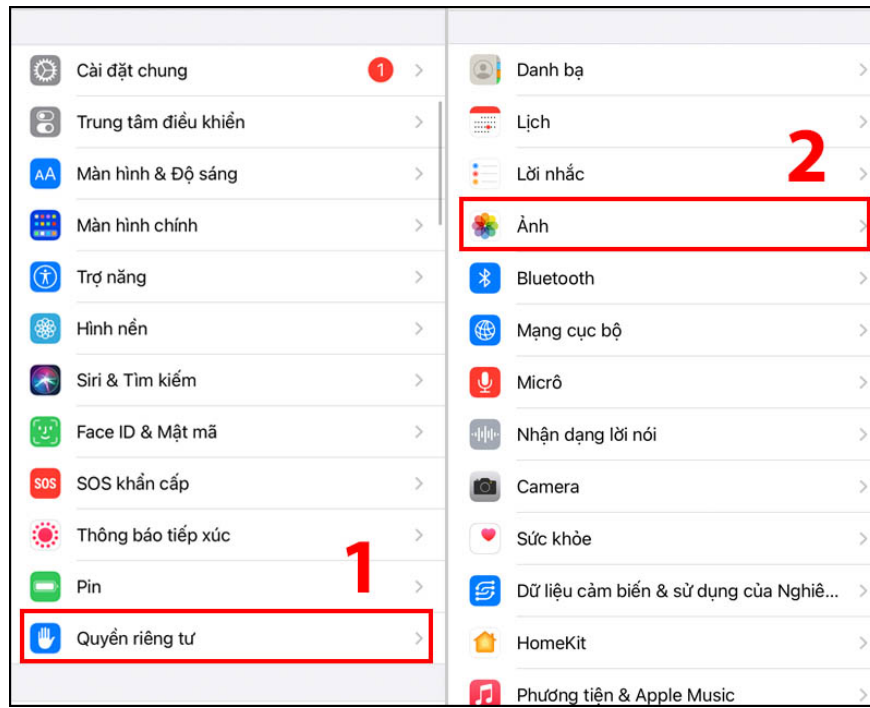 Cài đặt chung 1
Trung tâm điều khiển
AA Màn hình & Độ sáng
Màn hình chính
Trợ năng
Hình nền
Siri & Tìm kiếm
Face ID & Mật mã
SOS SOS khẩn cấp
Thông báo tiếp xúc
1
Pin
Quyền riêng tư
Danh bạ
Lịch
2
Lời nhắc
Ảnh
Bluetooth
Mạng cục bộ
Micrô
Nhận dạng lời nói
Camera
Sức khỏe
Dữ liệu cảm biến & sử dụng của Nghiê...
HomeKit
Phương tiện & Apple Music